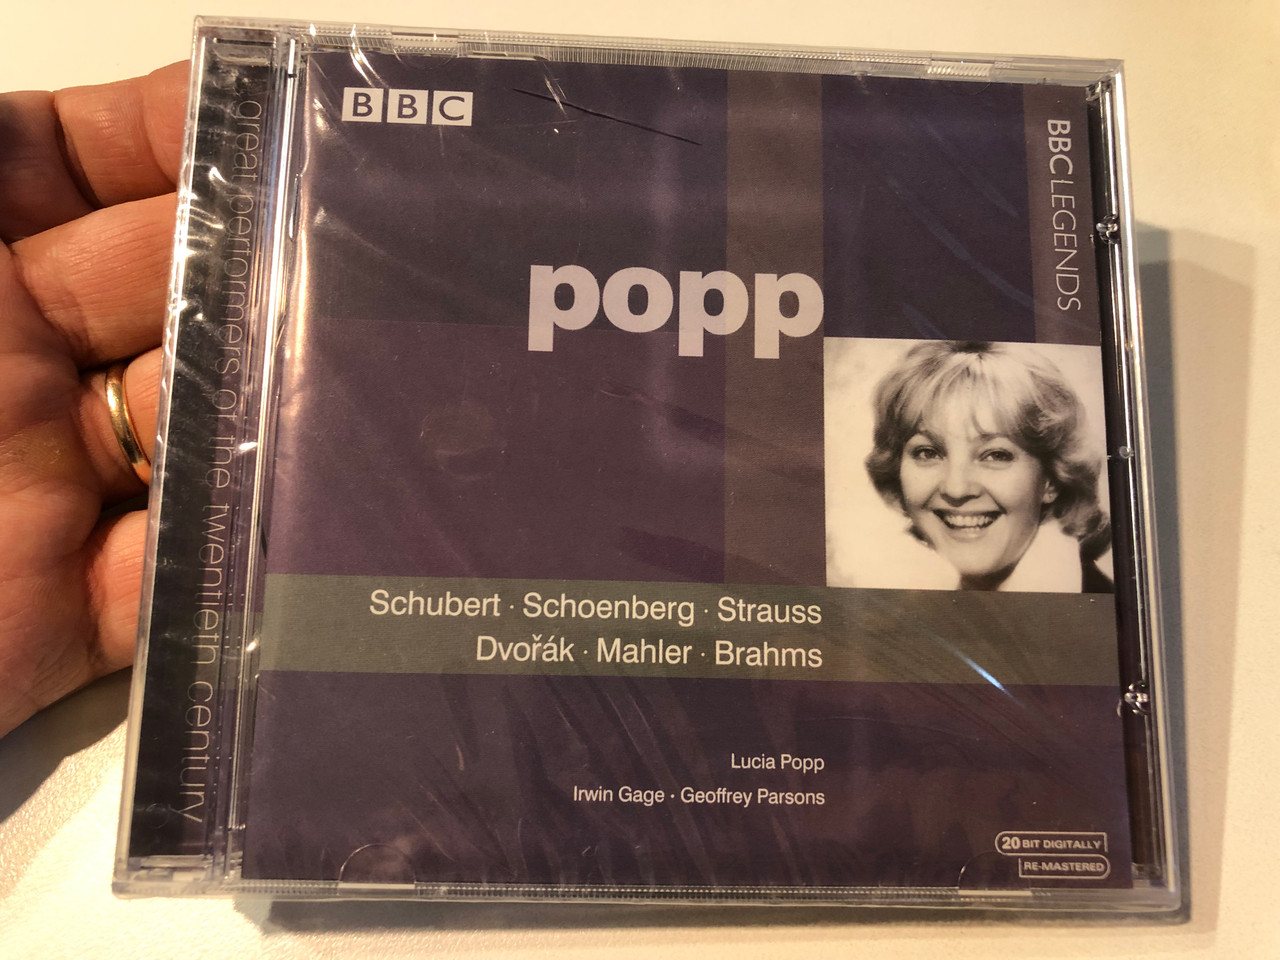 BBC
BBC LEGENDS
great performers of the twentieth century
popp
Schubert · Schoenberg · Strauss
Dvořák · Mahler · Brahms
Lucia Popp
Irwin Gage · Geoffrey Parsons
20 BIT DIGITALLY
RE-MASTERED